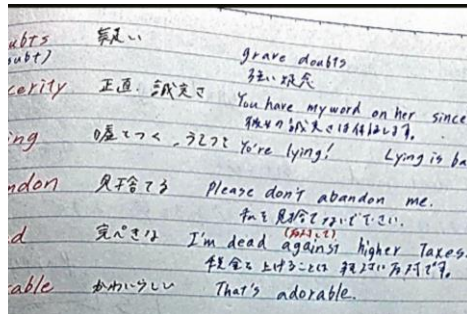 ubts 疑い grave doubts
oubt) 強い疑念
cerity 正直、誠実さ You have my word on her since
彼女の誠実さは保証します。
ing 嘘をつく、うそつき You're lying! Lying is ba
ndon 見捨てる Please don't abandon me.
私を見捨てないで下さい。
d 完ぺきな I'm dead against higher Taxes.
(反対して)
税金を上げることは 絶対い反対です。
able かわいらしい That's adorable.